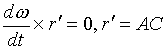 dω/dt × r′ = 0, r′ = AC